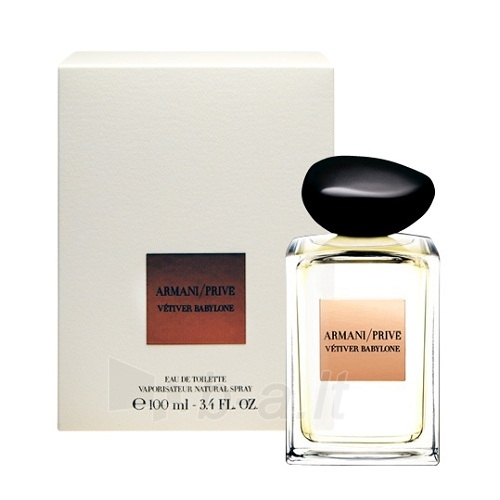 ARMANI/PRIVE
VÉTIVER BABYLONE
EAU DE TOILETTE
VAPORISATEUR NATURAL SPRAY
℮ 100 ml - 3.4 FL. OZ.
ARMANI/PRIVE
VÉTIVER BABYLONE